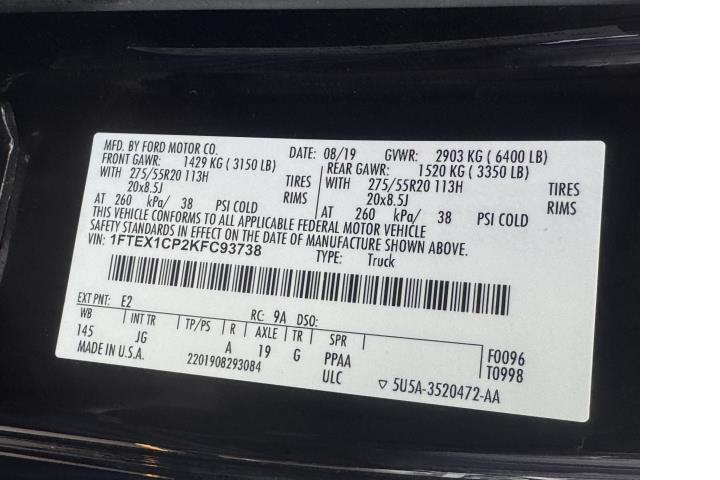 MFD. BY FORD MOTOR CO. DATE: 08/19 GVWR: 2903 KG ( 6400 LB)
FRONT GAWR: 1429 KG ( 3150 LB) REAR GAWR: 1520 KG ( 3350 LB)
WITH 275/55R20 113H TIRES WITH 275/55R20 113H TIRES
20x8.5J RIMS 20x8.5J RIMS
AT 260 kPa/ 38 PSI COLD AT 260 kPa/ 38 PSI COLD
THIS VEHICLE CONFORMS TO ALL APPLICABLE FEDERAL MOTOR VEHICLE
SAFETY STANDARDS IN EFFECT ON THE DATE OF MANUFACTURE SHOWN ABOVE.
VIN: 1FTEX1CP2KFC93738 TYPE: Truck
EXT PNT: E2 RC: 9A DSO:
WB INT TR TP/PS R AXLE TR SPR F0096
145 JG A 19 G PPAA T0998
MADE IN U.S.A. 2201908293084 ULC ▽ 5U5A-3520472-AA